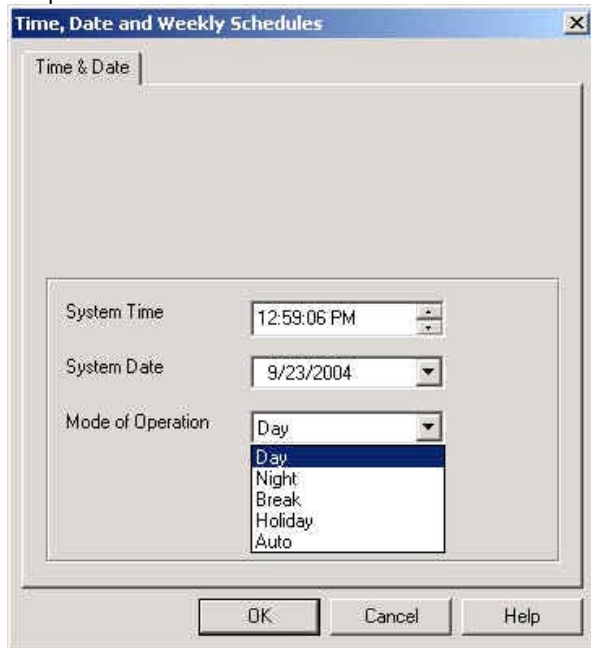 Time, Date and Weekly Schedules
Time & Date
System Time
12:59:06 PM
System Date
9/23/2004
Mode of Operation
Day
Day
Night
Break
Holiday
Auto
OK
Cancel
Help